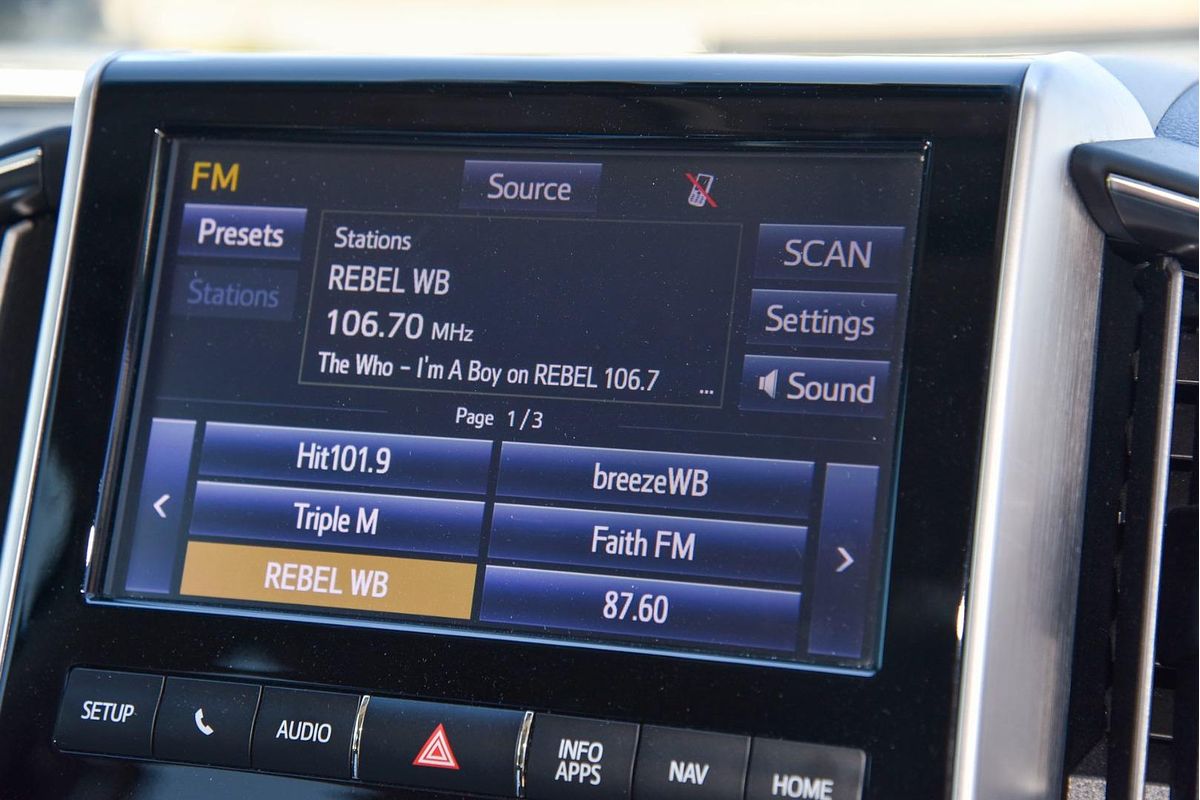 FM
Source
Presets
Stations
Stations
REBEL WB
106.70 MHz
The Who - I'm A Boy on REBEL 106.7
...
SCAN
Settings
Sound
Page 1/3
<
Hit101.9
breezeWB
Triple M
Faith FM
REBEL WB
87.60
>
SETUP
AUDIO
INFO
APPS
NAV
HOME